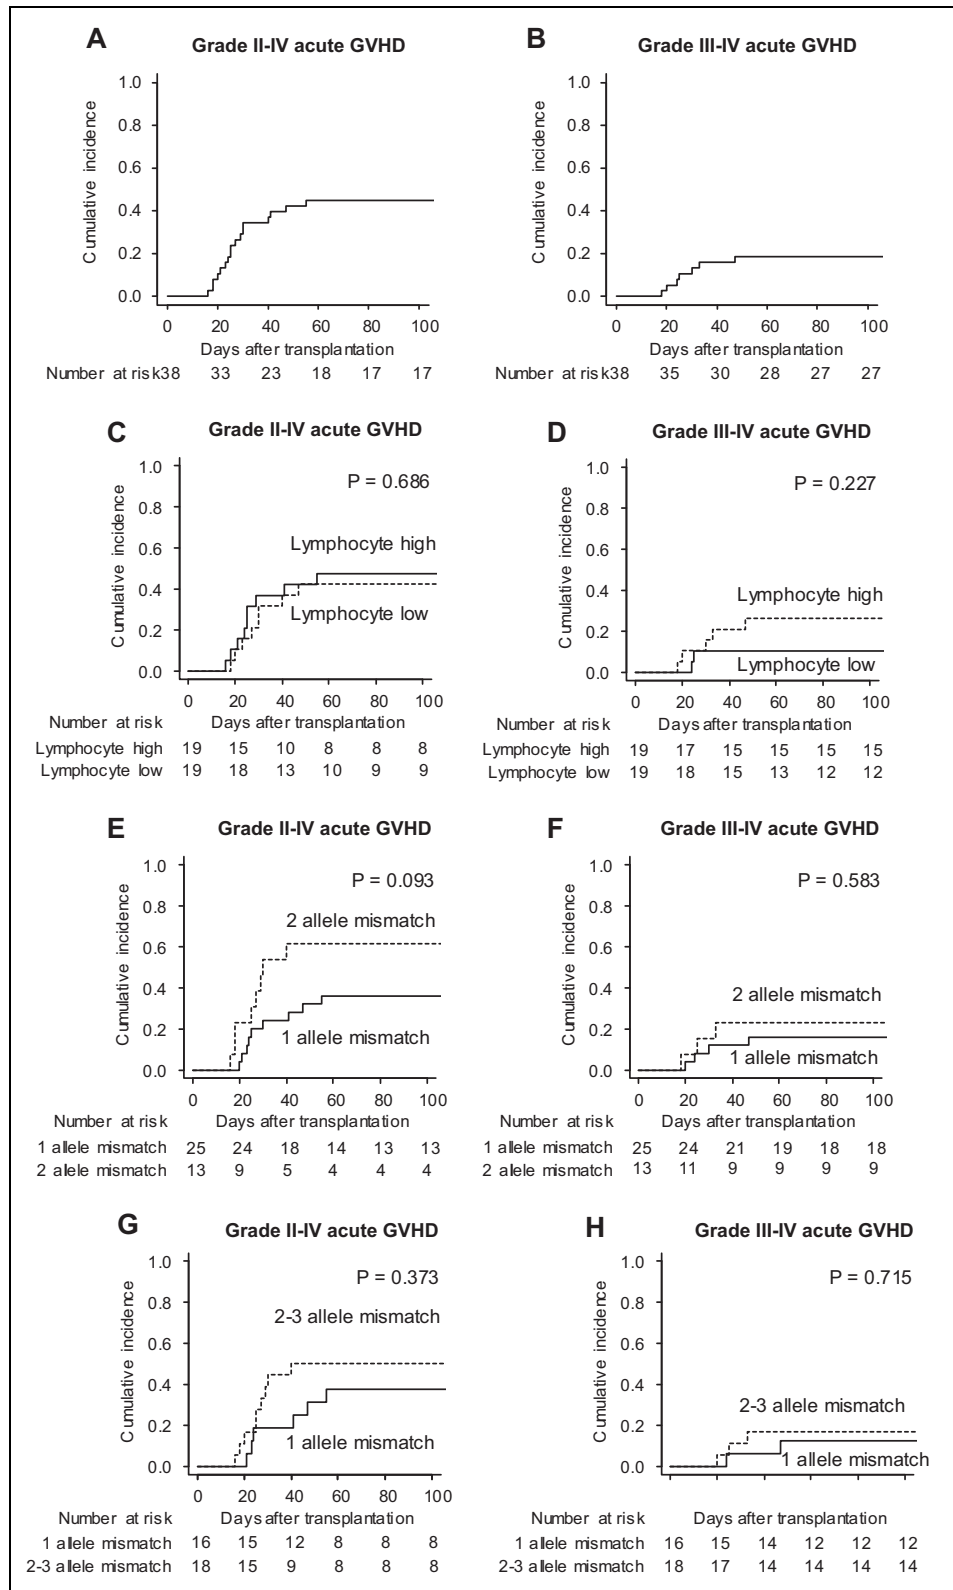 A Grade II-IV acute GVHD
Cumulative incidence
1.0
0.8
0.6
0.4
0.2
0.0
0 20 40 60 80 100
Days after transplantation
Number at risk38 33 23 18 17 17
B Grade III-IV acute GVHD
Cumulative incidence
1.0
0.8
0.6
0.4
0.2
0.0
0 20 40 60 80 100
Days after transplantation
Number at risk38 35 30 28 27 27
C Grade II-IV acute GVHD
Cumulative incidence
1.0
0.8
0.6
0.4
0.2
0.0
P = 0.686
Lymphocyte high
Lymphocyte low
0 20 40 60 80 100
Number at risk Days after transplantation
Lymphocyte high 19 15 10 8 8 8
Lymphocyte low 19 18 13 10 9 9
D Grade III-IV acute GVHD
Cumulative incidence
1.0
0.8
0.6
0.4
0.2
0.0
P = 0.227
Lymphocyte high
Lymphocyte low
0 20 40 60 80 100
Number at risk Days after transplantation
Lymphocyte high 19 17 15 15 15 15
Lymphocyte low 19 18 15 13 12 12
E Grade II-IV acute GVHD
Cumulative incidence
1.0
0.8
0.6
0.4
0.2
0.0
P = 0.093
2 allele mismatch
1 allele mismatch
0 20 40 60 80 100
Number at risk Days after transplantation
1 allele mismatch 25 24 18 14 13 13
2 allele mismatch 13 9 5 4 4 4
F Grade III-IV acute GVHD
Cumulative incidence
1.0
0.8
0.6
0.4
0.2
0.0
P = 0.583
2 allele mismatch
1 allele mismatch
0 20 40 60 80 100
Number at risk Days after transplantation
1 allele mismatch 25 24 21 19 18 18
2 allele mismatch 13 11 9 9 9 9
G Grade II-IV acute GVHD
Cumulative incidence
1.0
0.8
0.6
0.4
0.2
0.0
P = 0.373
2-3 allele mismatch
1 allele mismatch
0 20 40 60 80 100
Number at risk Days after transplantation
1 allele mismatch 16 15 12 8 8 8
2-3 allele mismatch 18 15 9 8 8 8
H Grade III-IV acute GVHD
Cumulative incidence
1.0
0.8
0.6
0.4
0.2
0.0
P = 0.715
2-3 allele mismatch
1 allele mismatch
Number at risk Days after transplantation
1 allele mismatch 16 15 14 12 12 12
2-3 allele mismatch 18 17 14 14 14 14